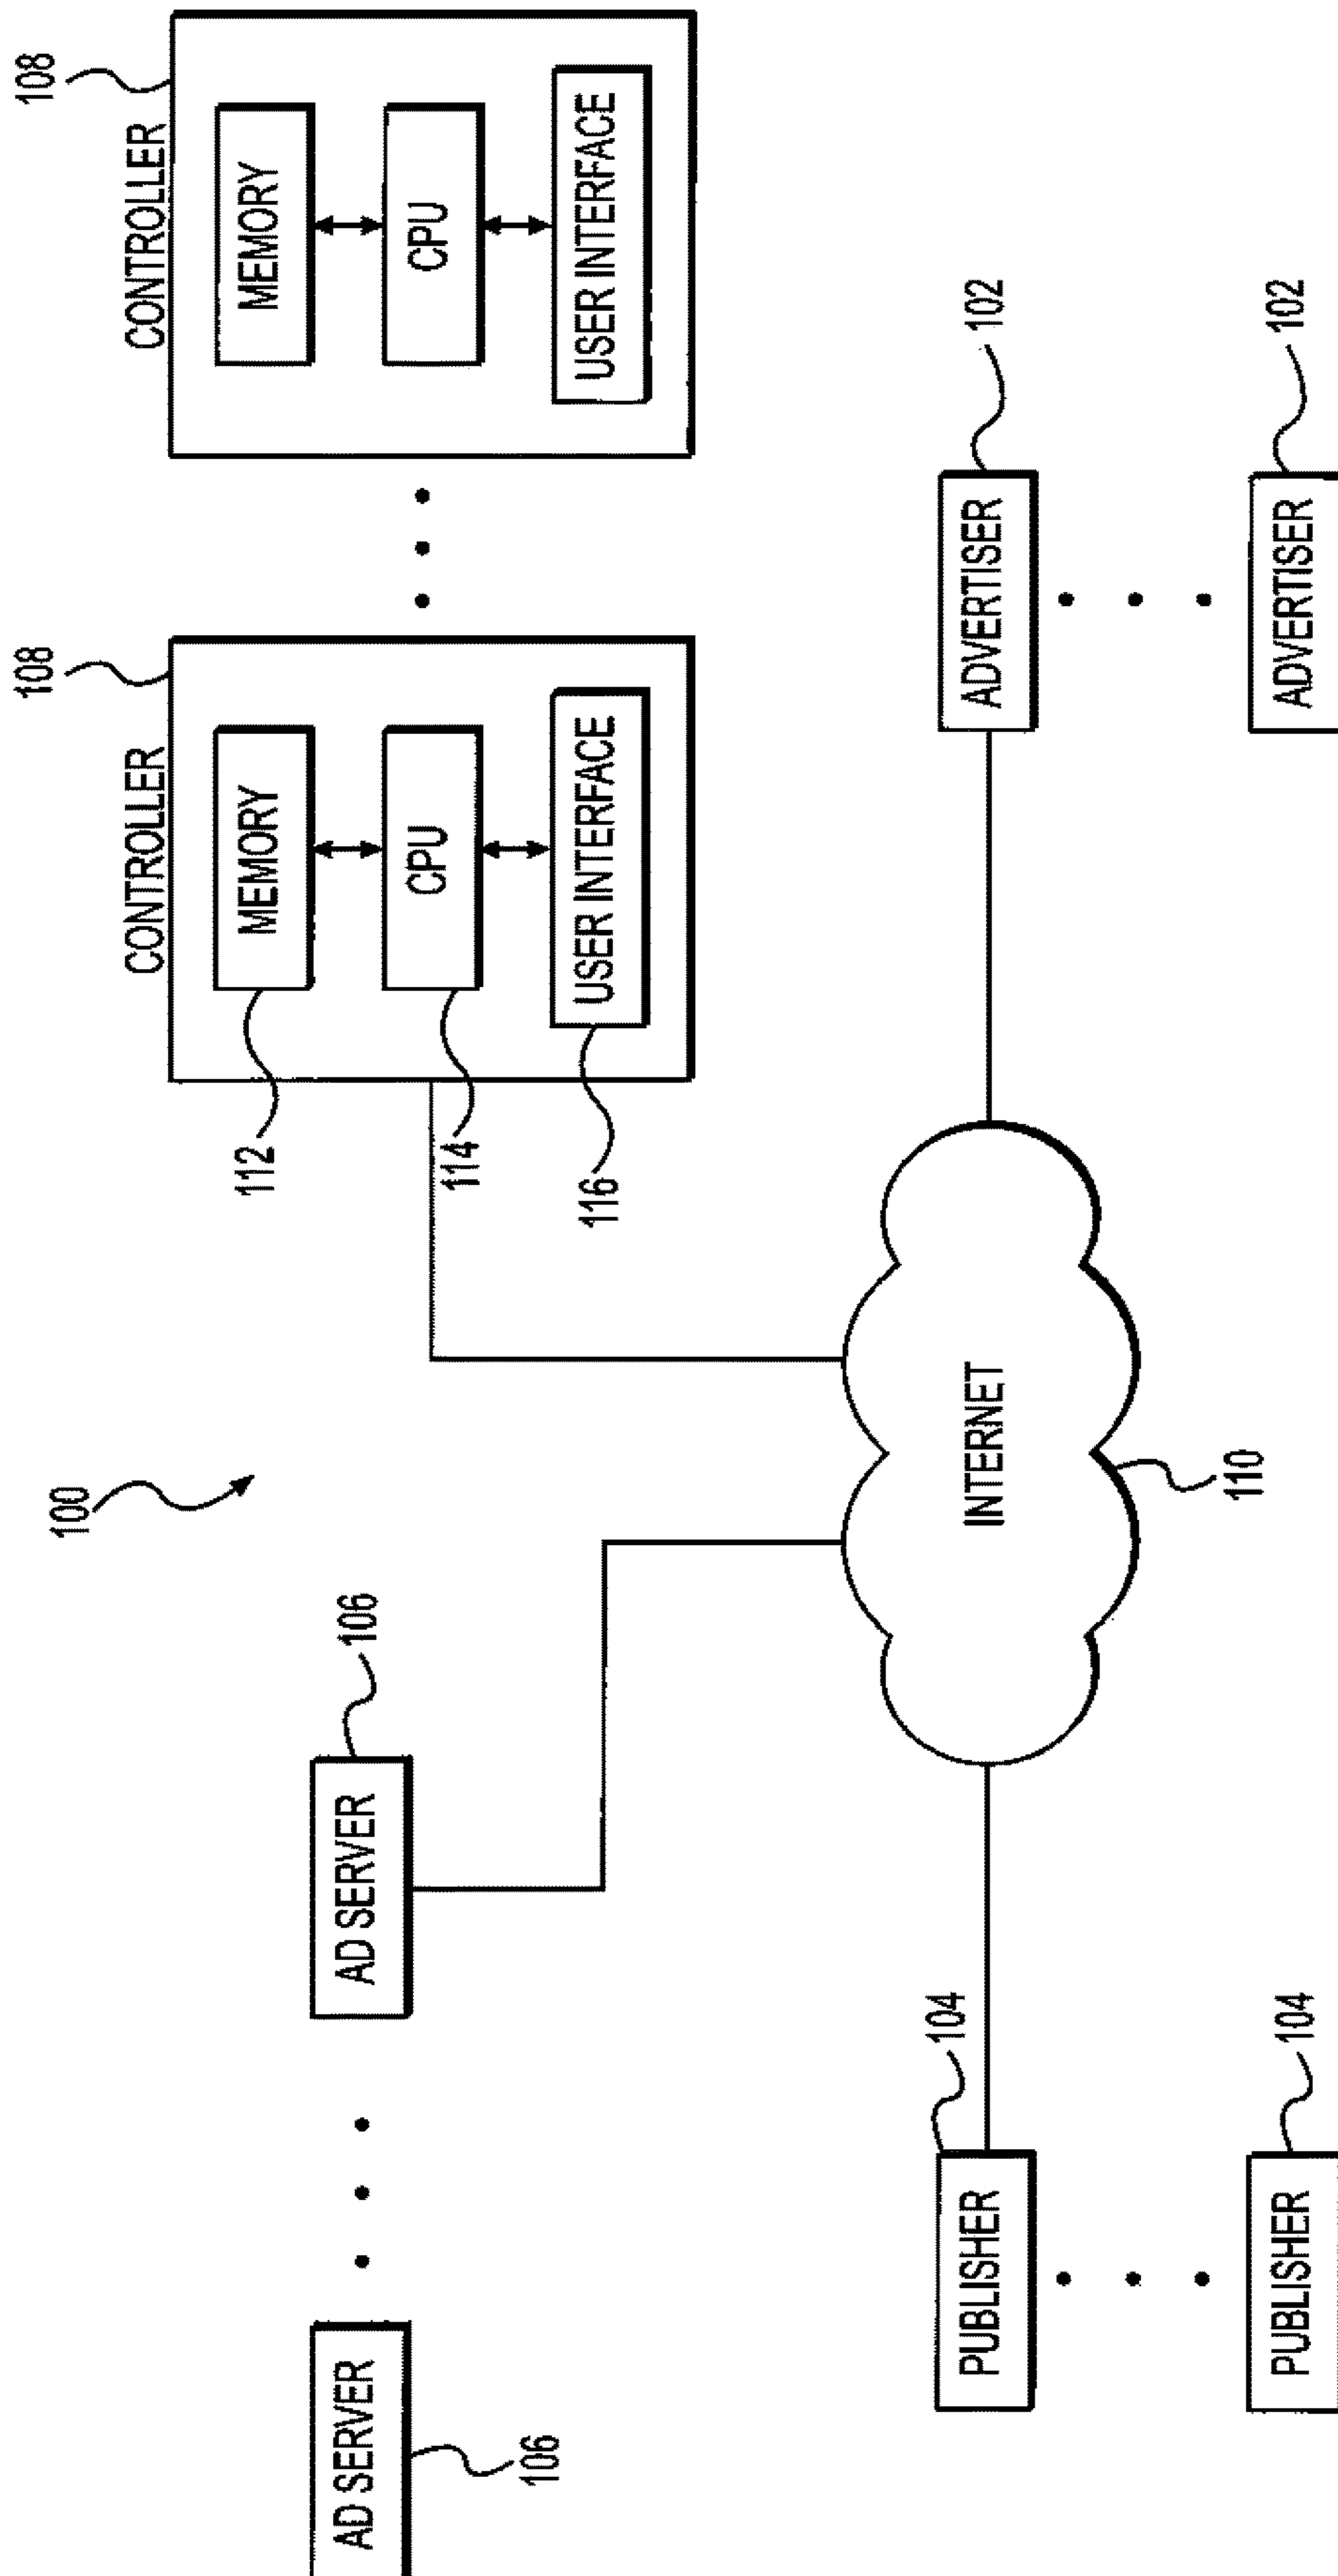 100
AD SERVER
AD SERVER
106
106
CONTROLLER
108
MEMORY
CPU
USER INTERFACE
112
114
116
CONTROLLER
108
MEMORY
CPU
USER INTERFACE
INTERNET
110
PUBLISHER
104
PUBLISHER
104
ADVERTISER
102
ADVERTISER
102